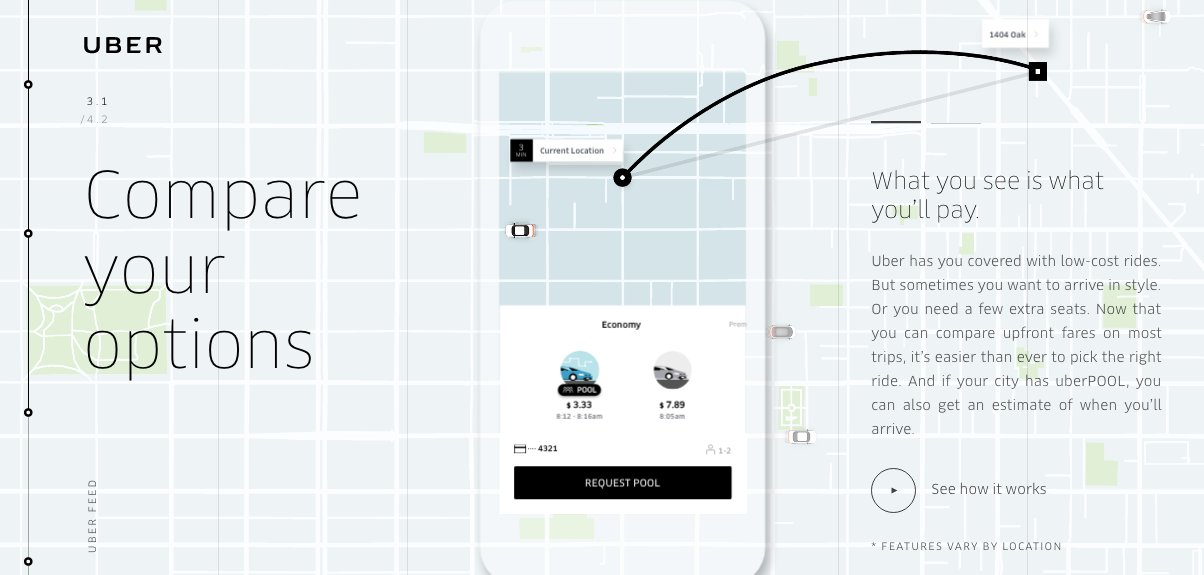 UBER
3.1
/4.2
Compare
your
options
UBER FEED
1404 Oak
3
MIN
Current Location
Economy
Prem
POOL
$ 3.33
$ 7.89
8:12 - 8:16am
8:05am
···· 4321
1-2
REQUEST POOL
What you see is what
you’ll pay.
Uber has you covered with low-cost rides.
But sometimes you want to arrive in style.
Or you need a few extra seats. Now that
you can compare upfront fares on most
trips, it’s easier than ever to pick the right
ride. And if your city has uberPOOL, you
can also get an estimate of when you’ll
arrive.
See how it works
* FEATURES VARY BY LOCATION